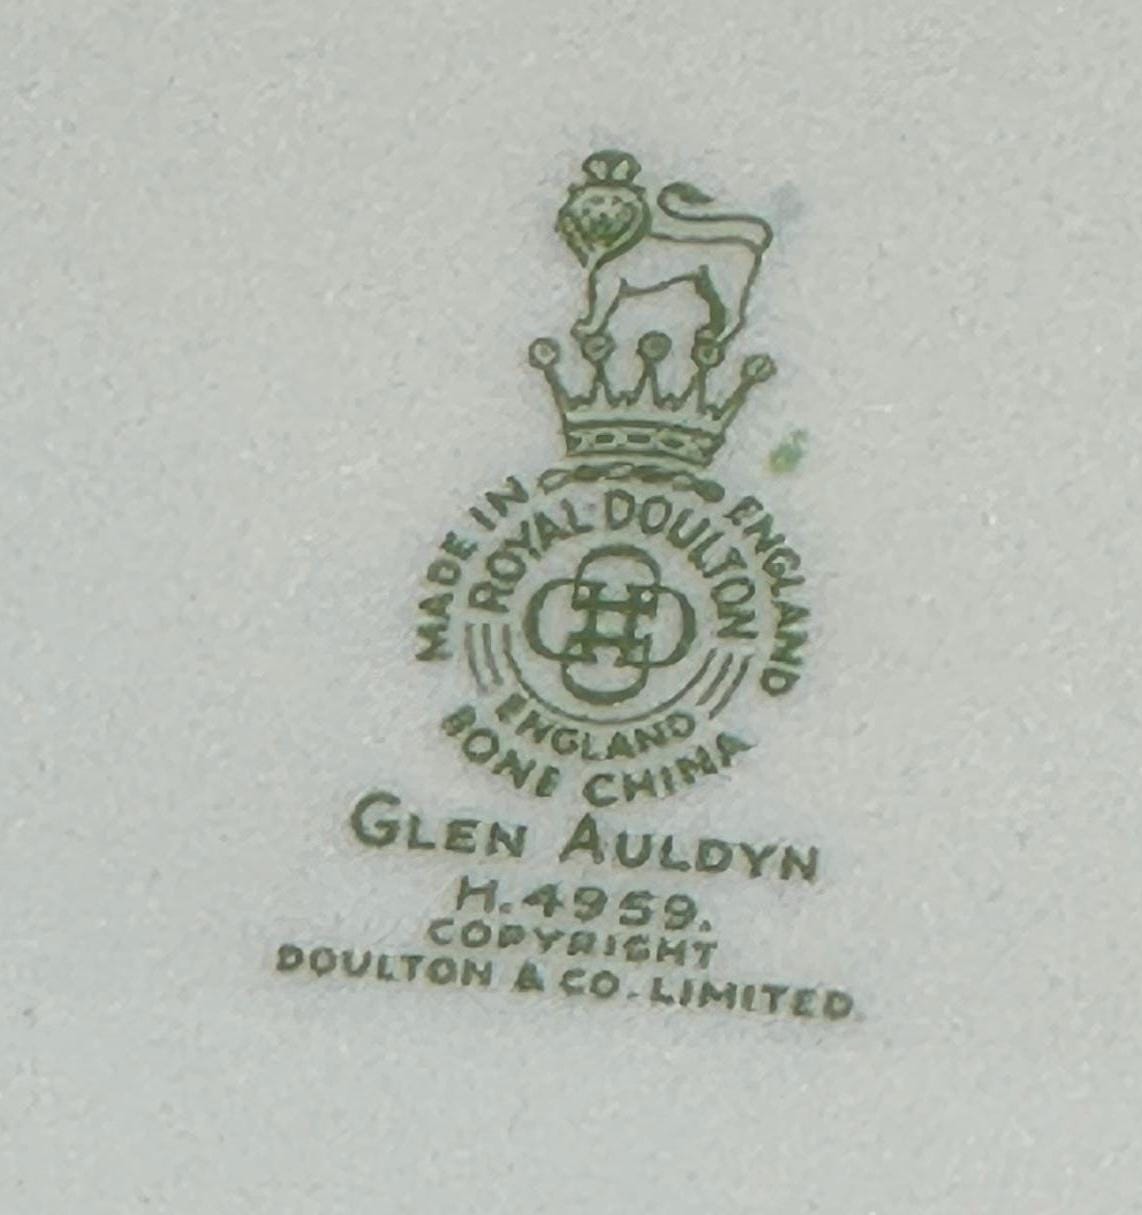 MADE IN ENGLAND
ROYAL DOULTON
ENGLAND
BONE CHINA
GLEN AULDYN
H.4959.
COPYRIGHT
DOULTON & CO. LIMITED.